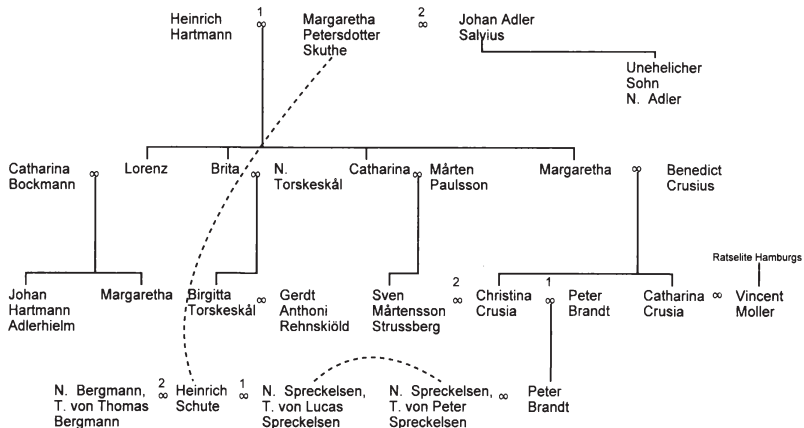 Heinrich
Hartmann
1
∞
Margaretha
Petersdotter
Skuthe
2
∞
Johan Adler
Salvius
Unehelicher
Sohn
N. Adler
Catharina
Bockmann
∞
Lorenz
Brita
∞
N.
Torskeskål
Catharina
∞
Mårten
Paulsson
Margaretha
∞
Benedict
Crusius
Ratselite Hamburgs
Johan
Hartmann
Adlerhielm
Margaretha
Birgitta
Torskeskål
∞
Gerdt
Anthoni
Rehnskiöld
Sven
Mårtensson
Strussberg
2
∞
Christina
Crusia
1
∞
Peter
Brandt
Catharina
Crusia
∞
Vincent
Moller
N. Bergmann,
T. von Thomas
Bergmann
2
∞
Heinrich
Schute
1
∞
N. Spreckelsen,
T. von Lucas
Spreckelsen
N. Spreckelsen,
T. von Peter
Spreckelsen
∞
Peter
Brandt